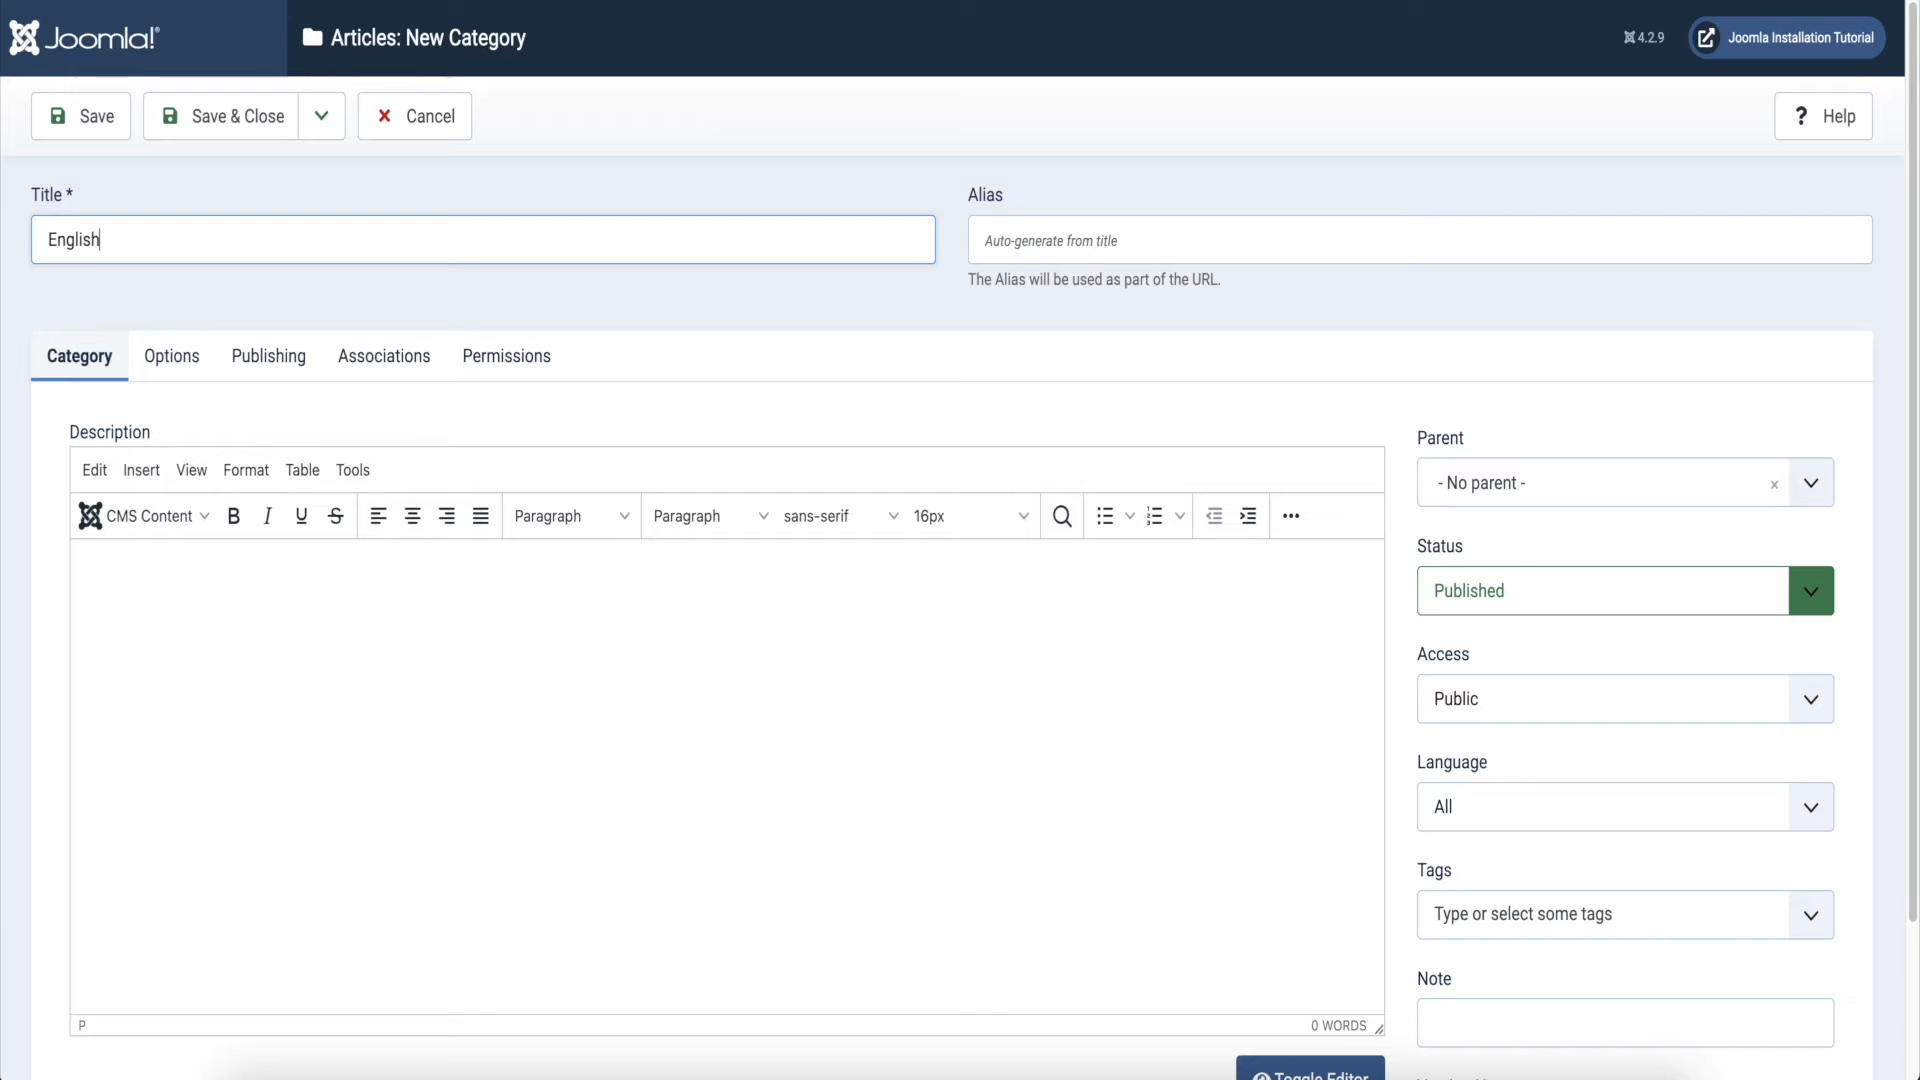 Joomla!®
Articles: New Category
4.2.9
Joomla Installation Tutorial
Save
Save & Close
Cancel
? Help
Title *
Alias
English
Auto-generate from title
The Alias will be used as part of the URL.
Category
Options
Publishing
Associations
Permissions
Description
Edit
Insert
View
Format
Table
Tools
CMS Content
B
I
U
S
Paragraph
Paragraph
sans-serif
16px
P
0 WORDS
Toggle Editor
Parent
- No parent -
Status
Published
Access
Public
Language
All
Tags
Type or select some tags
Note